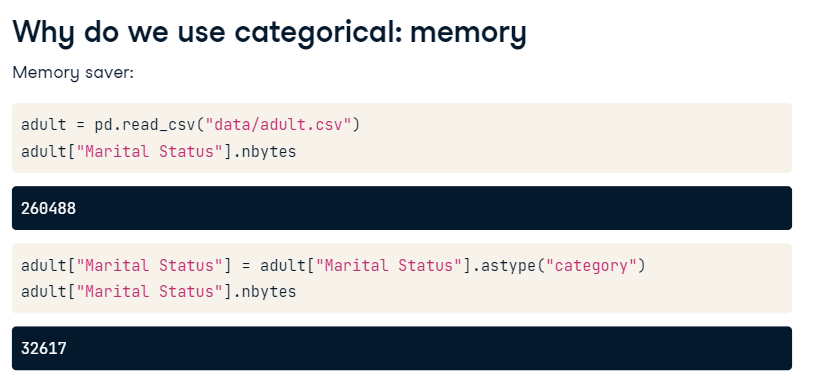 Why do we use categorical: memory
Memory saver:
adult = pd.read_csv("data/adult.csv")
adult["Marital Status"].nbytes
260488
adult["Marital Status"] = adult["Marital Status"].astype("category")
adult["Marital Status"].nbytes
32617